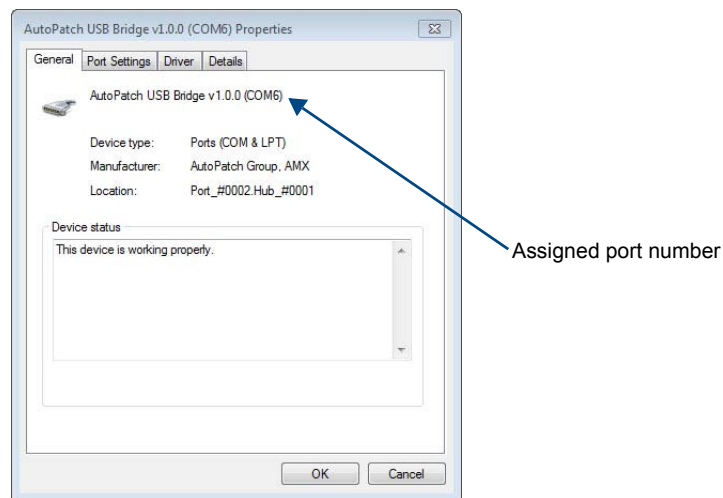 AutoPatch USB Bridge v1.0.0 (COM6) Properties
General Port Settings Driver Details
AutoPatch USB Bridge v1.0.0 (COM6)
Device type: Ports (COM & LPT)
Manufacturer: AutoPatch Group, AMX
Location: Port_#0002.Hub_#0001
Device status
This device is working properly.
Assigned port number
OK Cancel